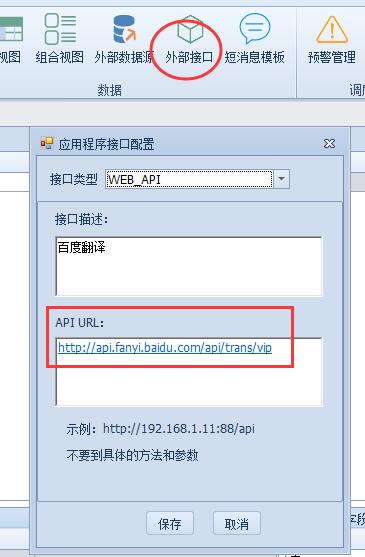 视图
组合视图
外部数据源
外部接口
短消息模板
预警管理
数据
应用程序接口配置
接口类型
WEB_API
接口描述:
百度翻译
API URL:
http://api.fanyi.baidu.com/api/trans/vip
示例: http://192.168.1.11:88/api
不要到具体的方法和参数
保存
取消
字段